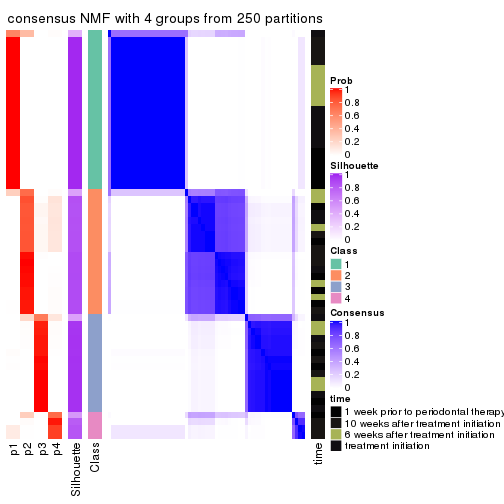 consensus NMF with 4 groups from 250 partitions
Prob
1
0.8
0.6
0.4
0.2
0
Silhouette
1
0.8
0.6
0.4
0.2
0
Class
1
2
3
4
Consensus
1
0.8
0.6
0.4
0.2
0
time
1 week prior to periodontal therapy
10 weeks after treatment initiation
6 weeks after treatment initiation
treatment initiation
p1
p2
p3
p4
Silhouette
Class
time